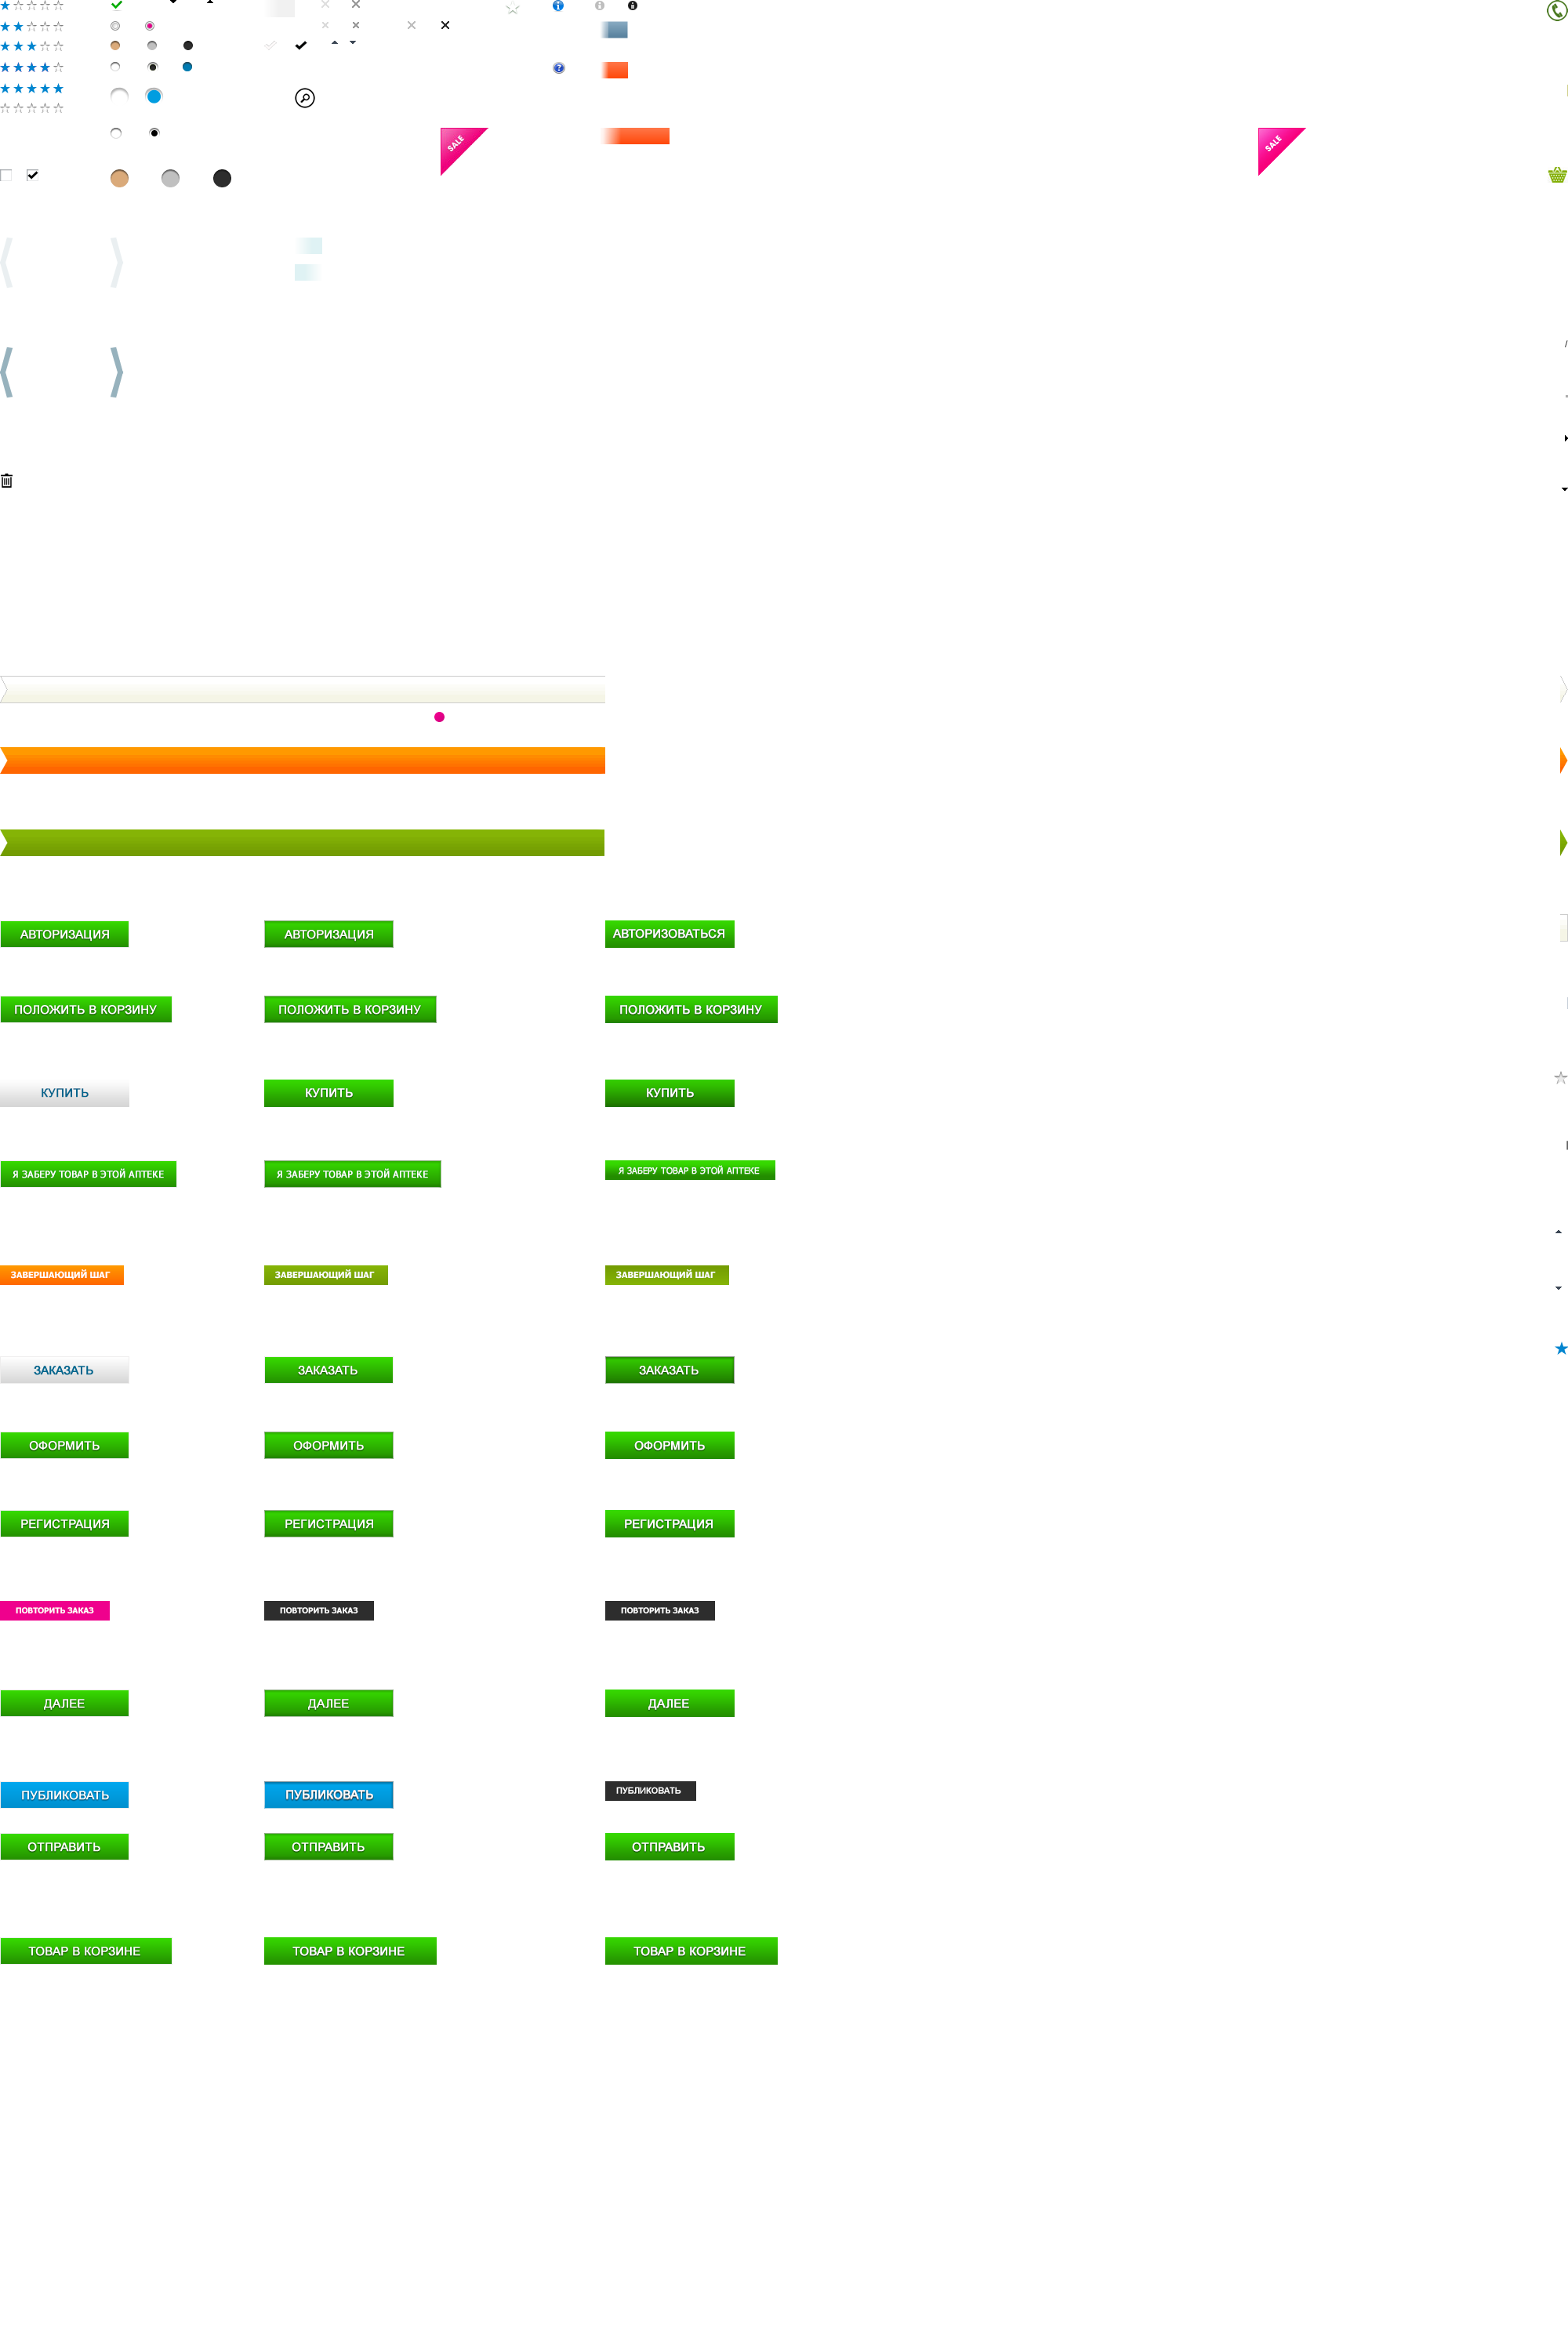 SALE
SALE
АВТОРИЗАЦИЯ
АВТОРИЗАЦИЯ
АВТОРИЗОВАТЬСЯ
ПОЛОЖИТЬ В КОРЗИНУ
ПОЛОЖИТЬ В КОРЗИНУ
ПОЛОЖИТЬ В КОРЗИНУ
КУПИТЬ
КУПИТЬ
КУПИТЬ
Я ЗАБЕРУ ТОВАР В ЭТОЙ АПТЕКЕ
Я ЗАБЕРУ ТОВАР В ЭТОЙ АПТЕКЕ
Я ЗАБЕРУ ТОВАР В ЭТОЙ АПТЕКЕ
ЗАВЕРШАЮЩИЙ ШАГ
ЗАВЕРШАЮЩИЙ ШАГ
ЗАВЕРШАЮЩИЙ ШАГ
ЗАКАЗАТЬ
ЗАКАЗАТЬ
ЗАКАЗАТЬ
ОФОРМИТЬ
ОФОРМИТЬ
ОФОРМИТЬ
РЕГИСТРАЦИЯ
РЕГИСТРАЦИЯ
РЕГИСТРАЦИЯ
ПОВТОРИТЬ ЗАКАЗ
ПОВТОРИТЬ ЗАКАЗ
ПОВТОРИТЬ ЗАКАЗ
ДАЛЕЕ
ДАЛЕЕ
ДАЛЕЕ
ПУБЛИКОВАТЬ
ПУБЛИКОВАТЬ
ПУБЛИКОВАТЬ
ОТПРАВИТЬ
ОТПРАВИТЬ
ОТПРАВИТЬ
ТОВАР В КОРЗИНЕ
ТОВАР В КОРЗИНЕ
ТОВАР В КОРЗИНЕ